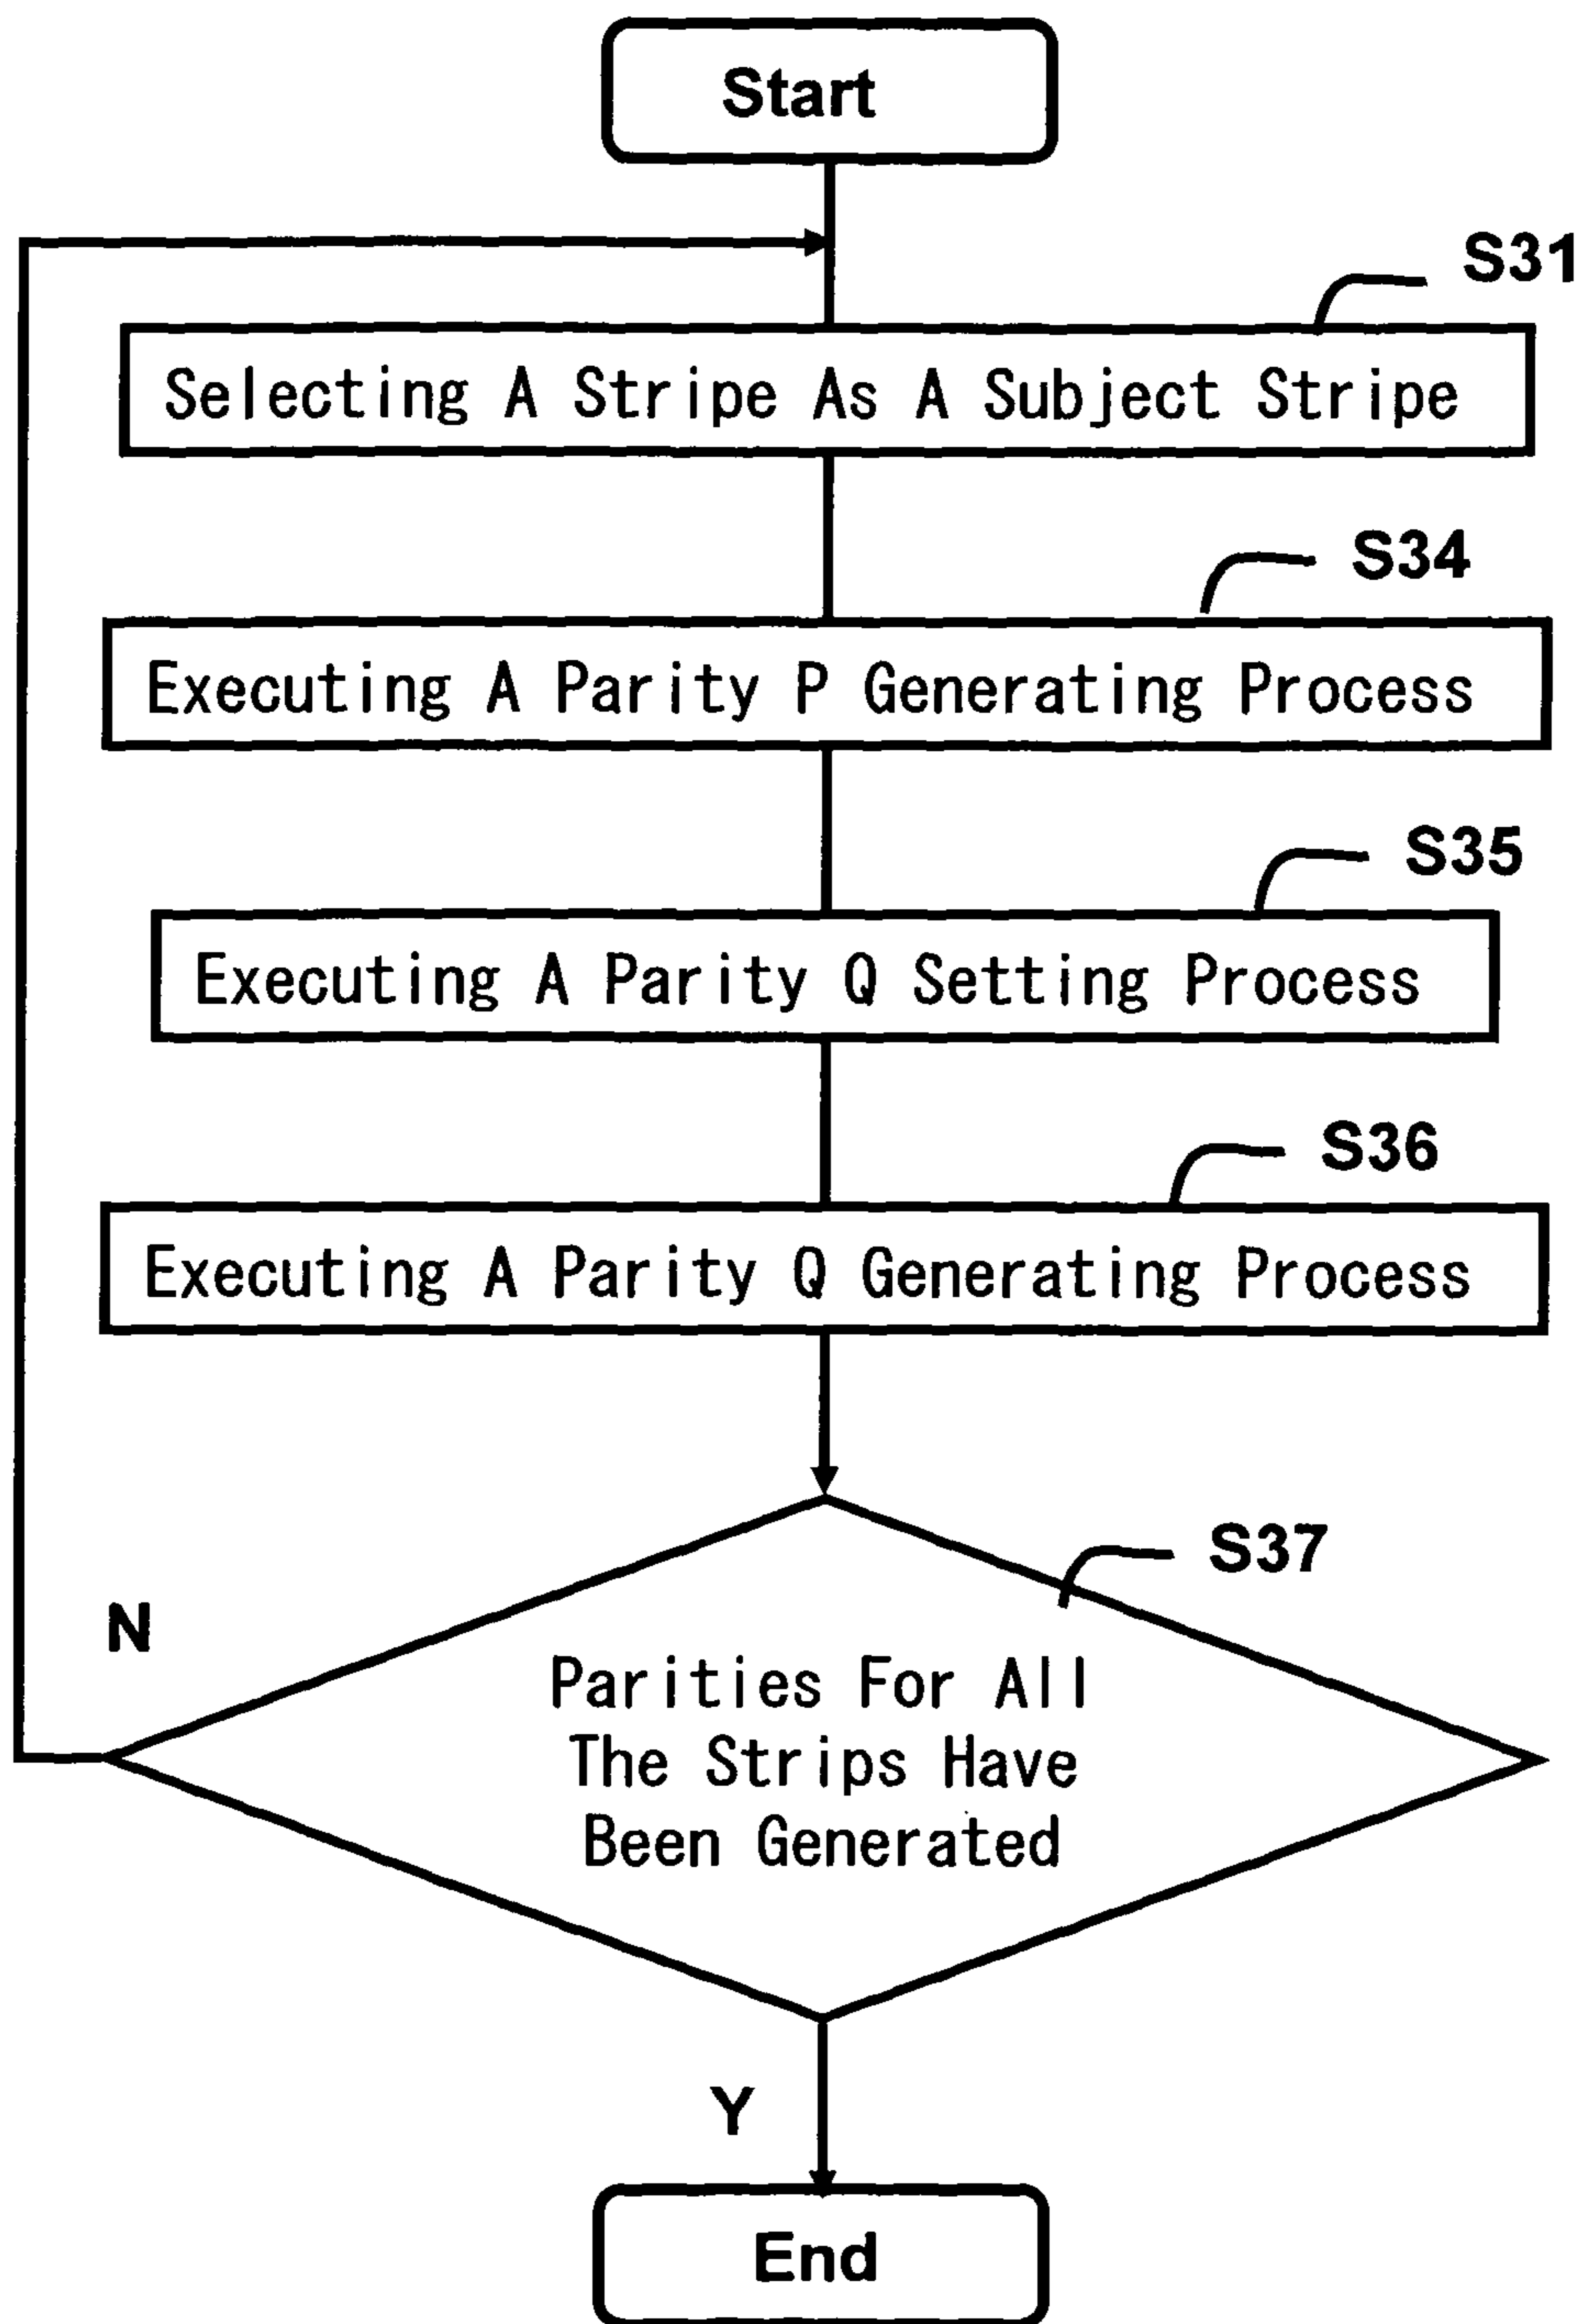 Start
S31
Selecting A Stripe As A Subject Stripe
S34
Executing A Parity P Generating Process
S35
Executing A Parity Q Setting Process
S36
Executing A Parity Q Generating Process
S37
N
Parities For All
The Strips Have
Been Generated
Y
End